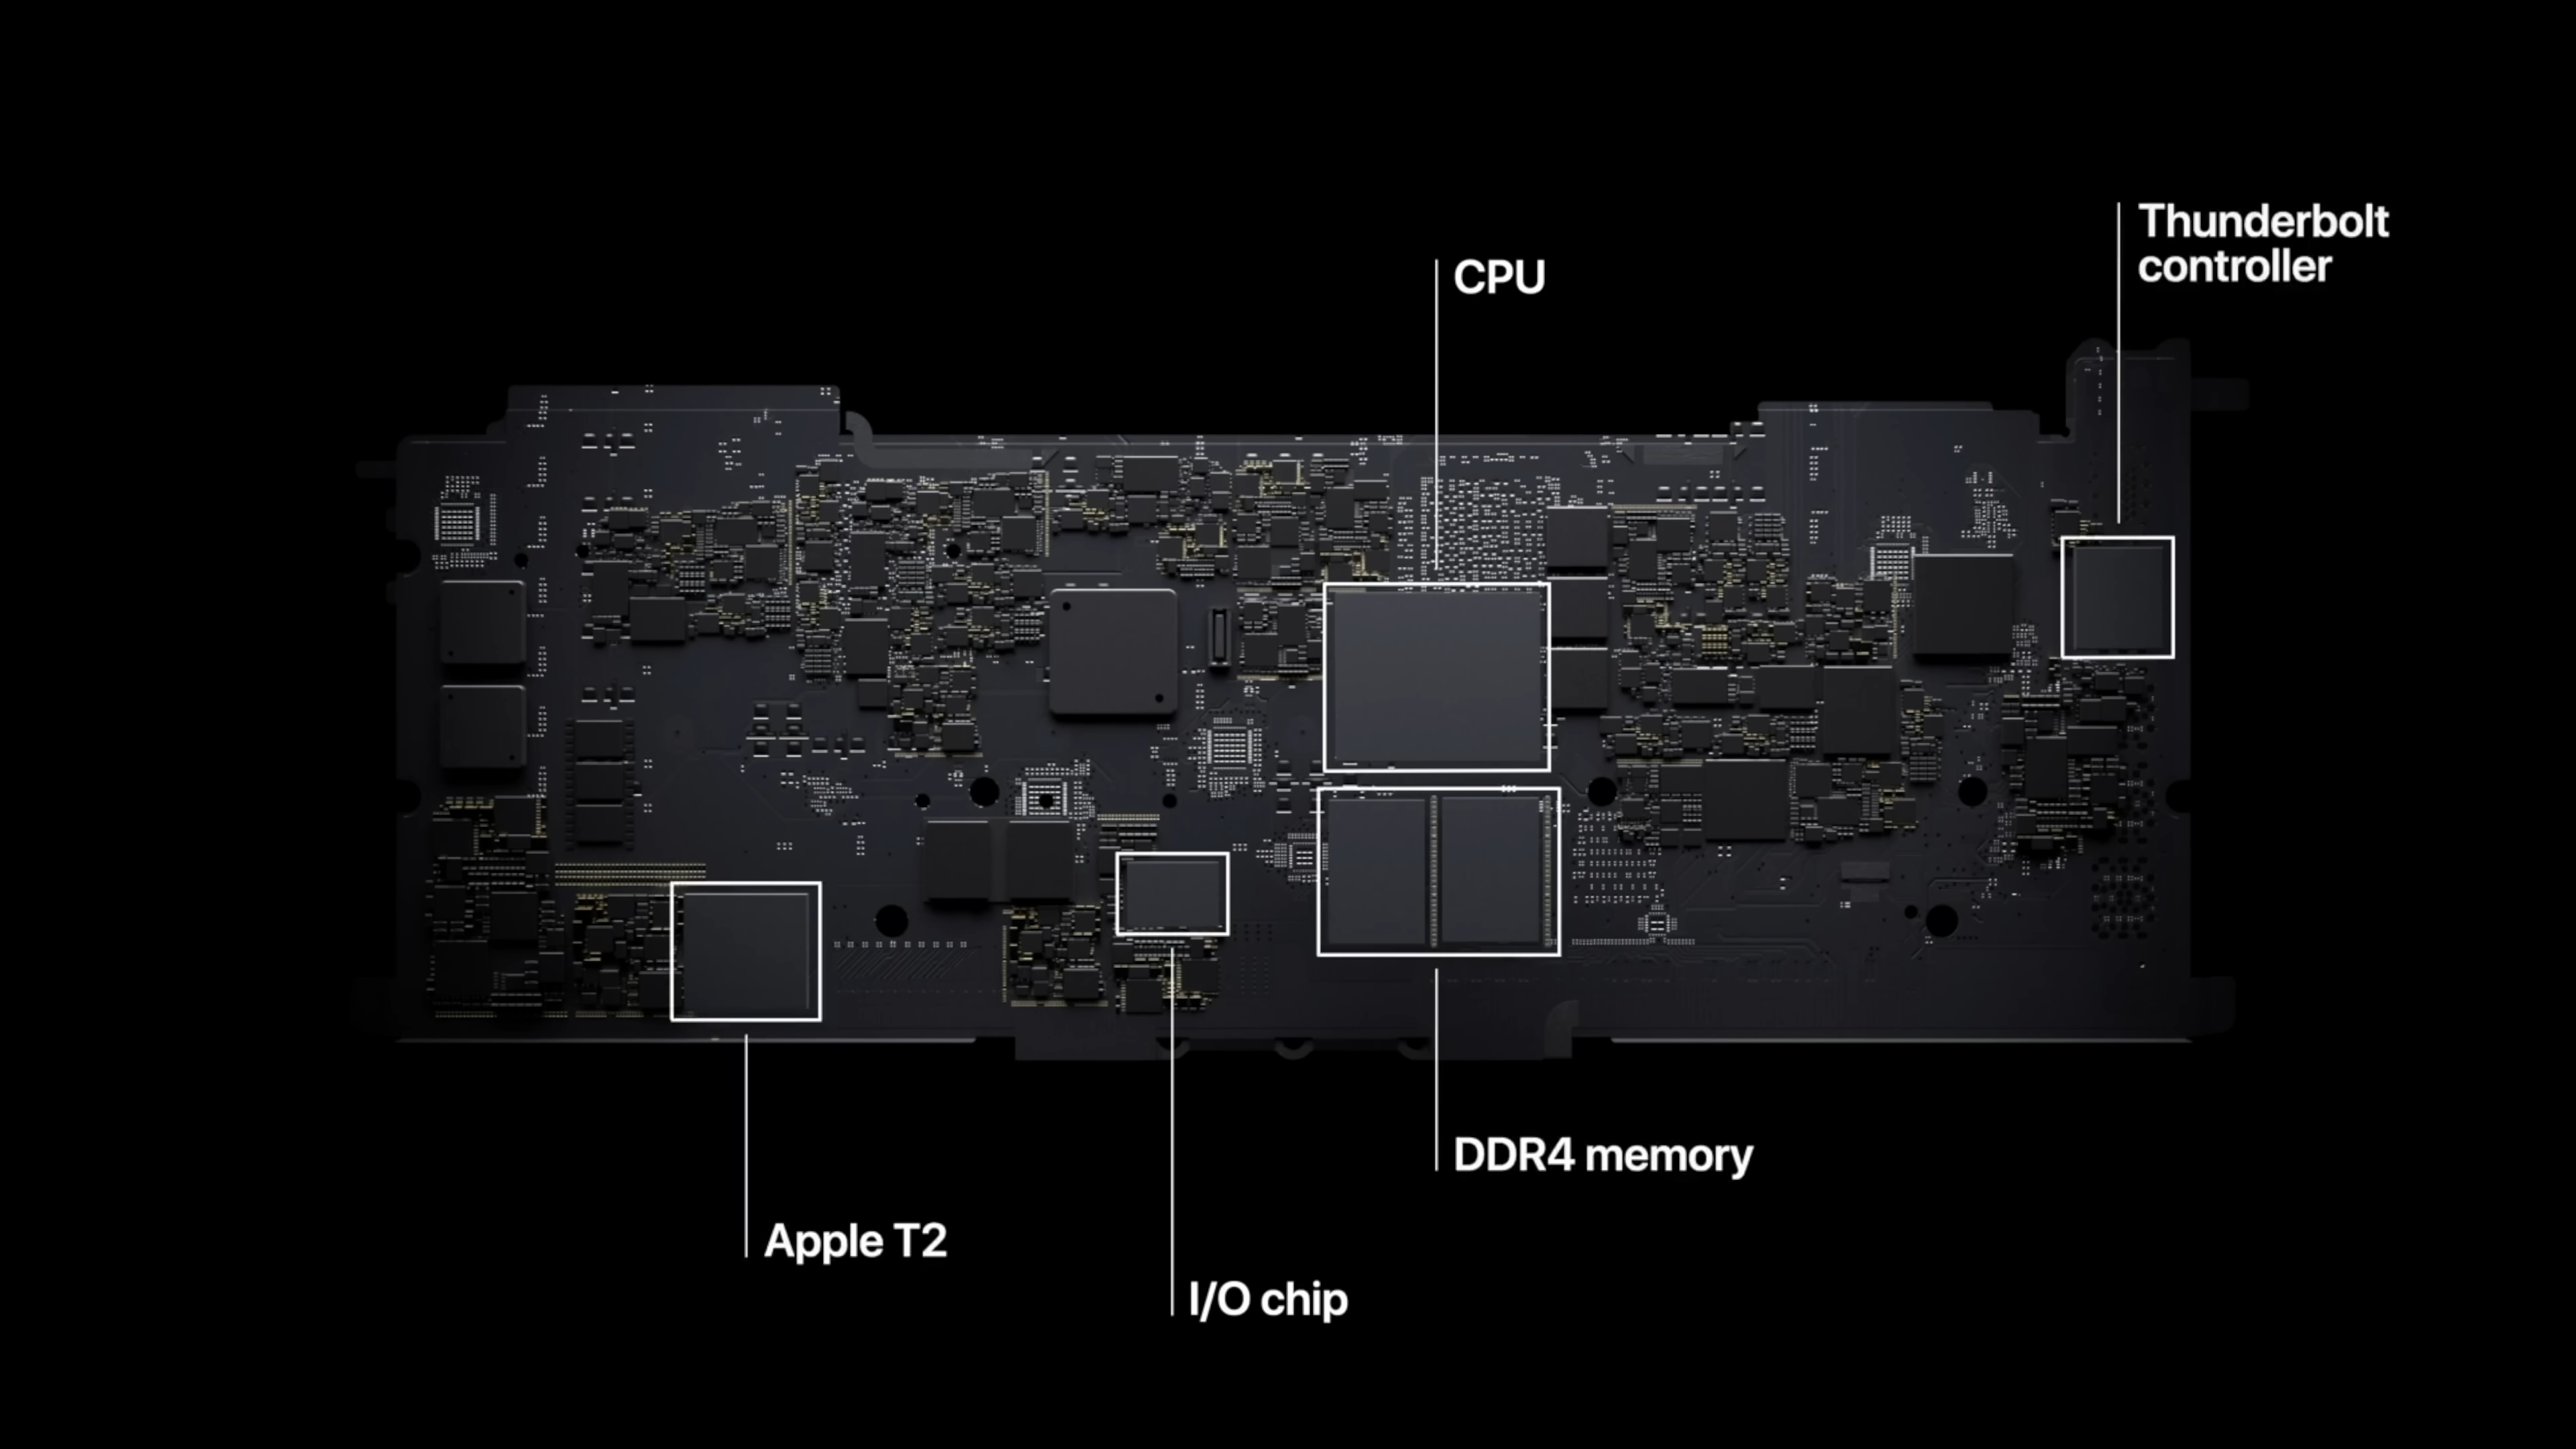 Thunderbolt
controller
CPU
DDR4 memory
Apple T2
I/O chip